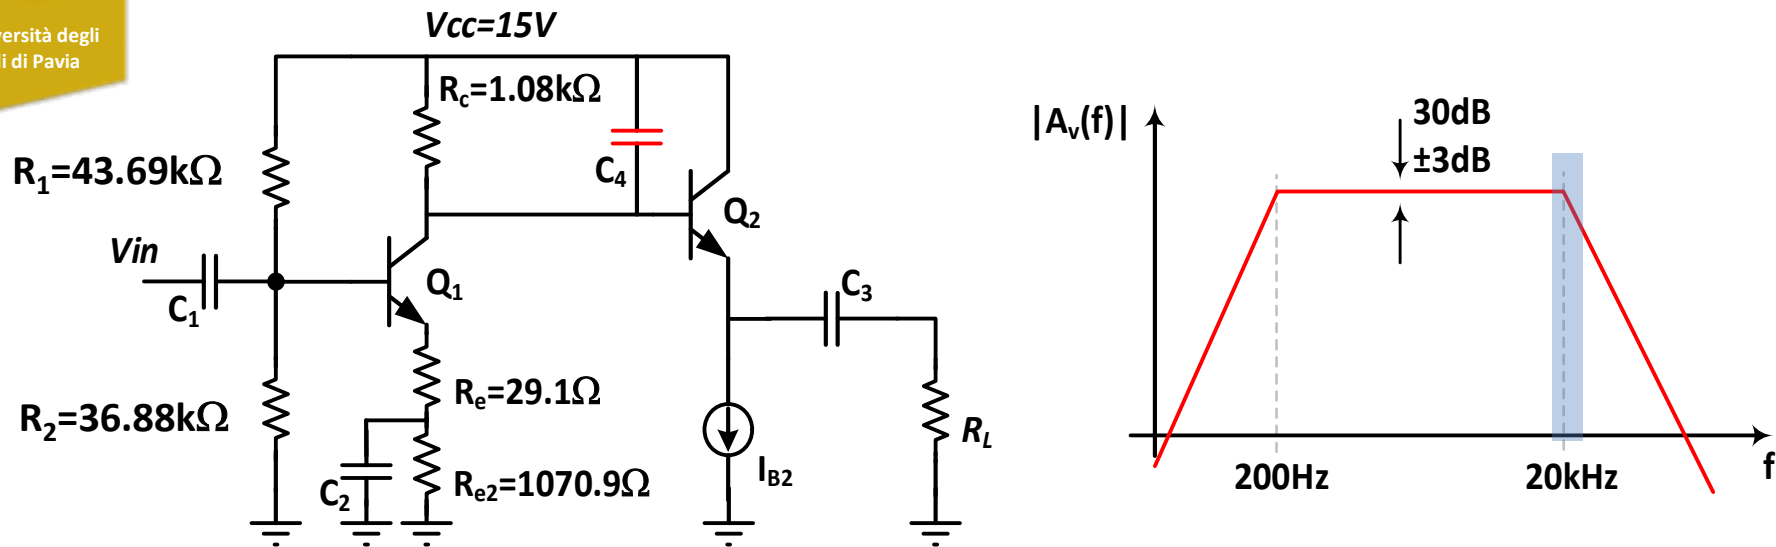 ersità degli
i di Pavia
Vcc=15V
Rc=1.08kΩ
R1=43.69kΩ
C4
Q2
Vin
C1
Q1
C3
Re=29.1Ω
R2=36.88kΩ
RL
C2
Re2=1070.9Ω
IB2
|Av(f)|
30dB
±3dB
200Hz
20kHz
f